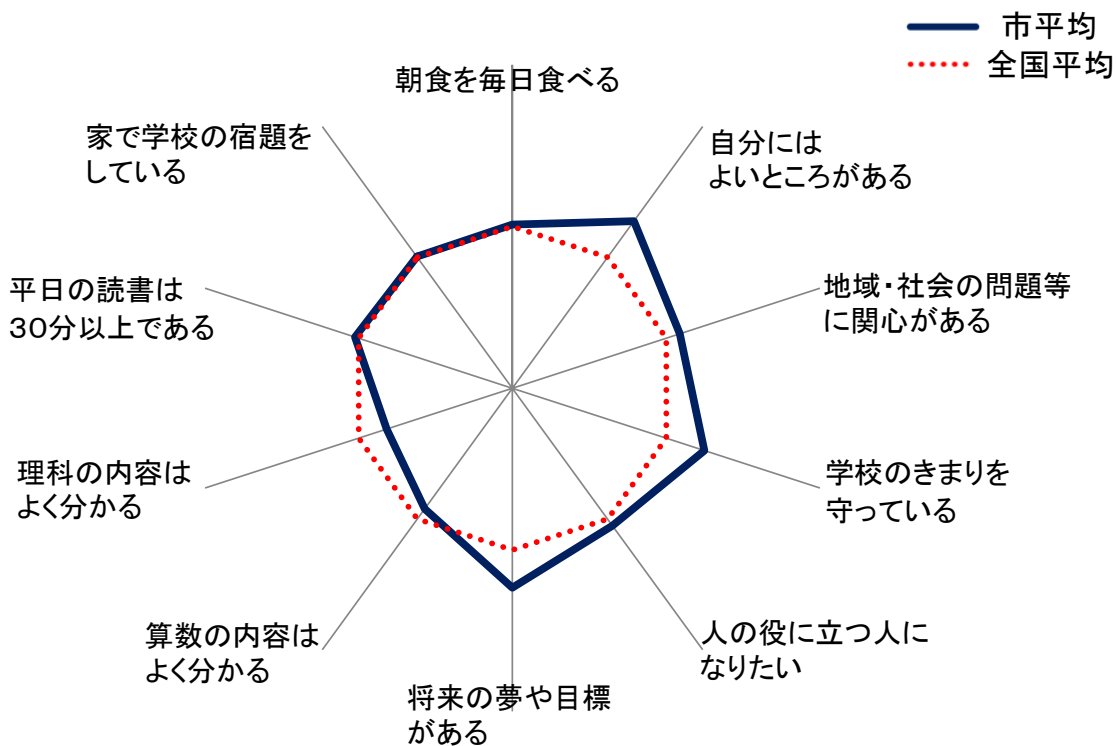 市平均
全国平均
朝食を毎日食べる
自分には
よいところがある
地域・社会の問題等
に関心がある
学校のきまりを
守っている
人の役に立つ人に
なりたい
将来の夢や目標
がある
算数の内容は
よく分かる
理科の内容は
よく分かる
平日の読書は
30分以上である
家で学校の宿題を
している